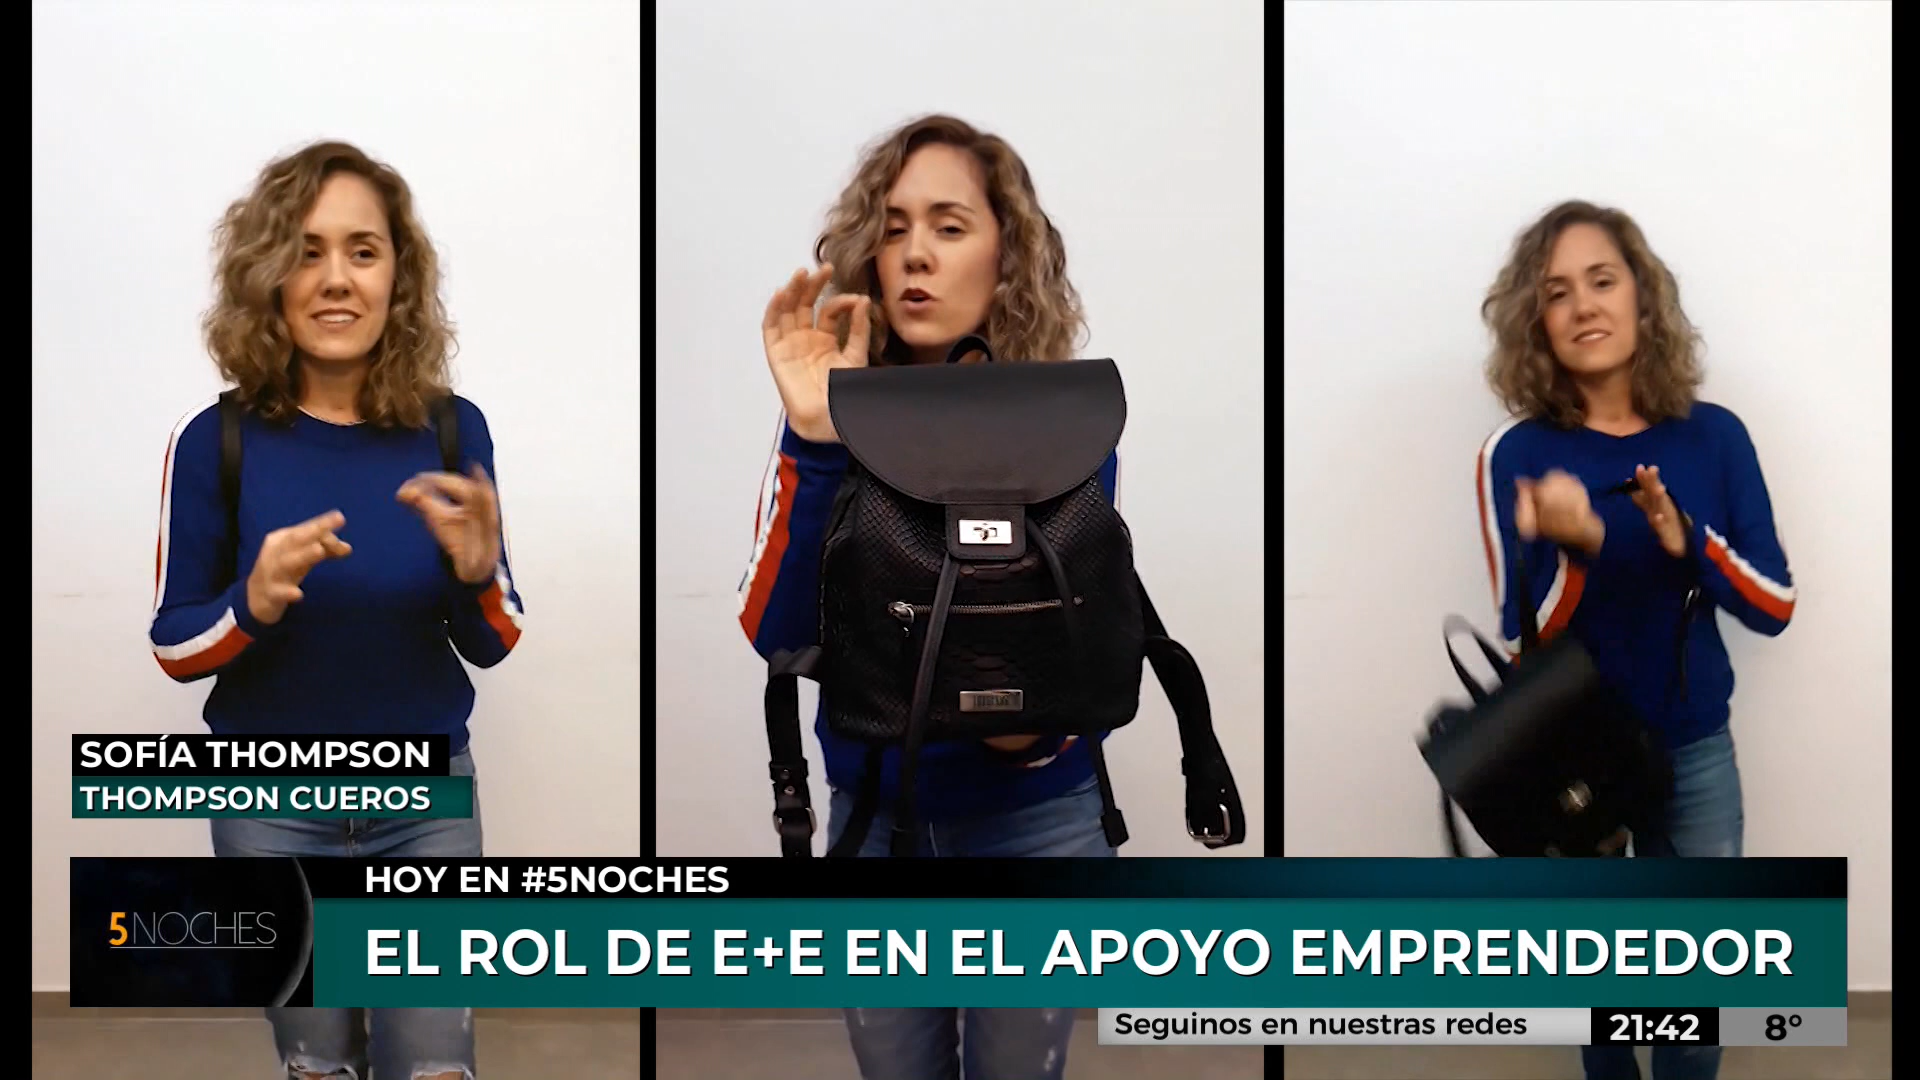 SOFÍA THOMPSON
THOMPSON CUEROS
HOY EN #5NOCHES
5NOCHES
EL ROL DE E+E EN EL APOYO EMPRENDEDOR
Seguinos en nuestras redes
21:42
8°